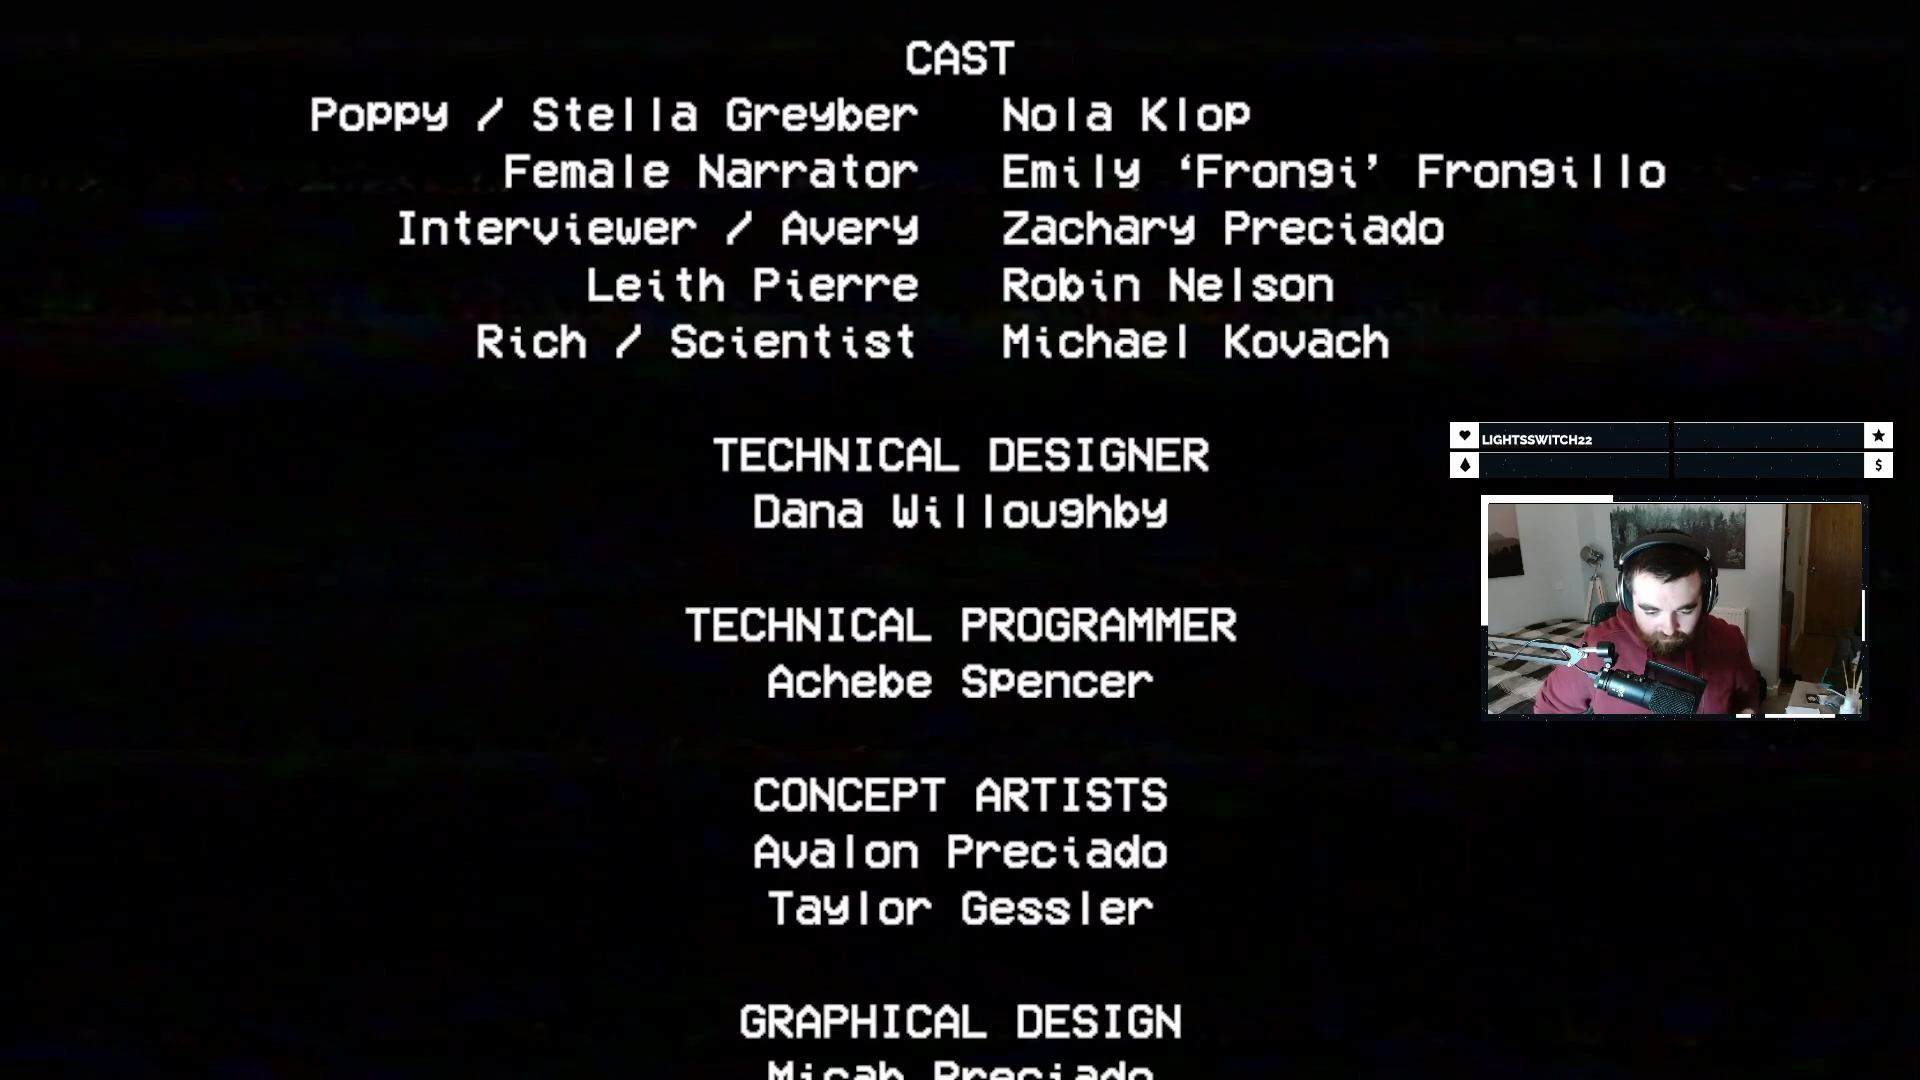 CAST
Poppy / Stella Greyber Nola Klop
Female Narrator Emily ‘Frongi’ Frongillo
Interviewer / Avery Zachary Preciado
Leith Pierre Robin Nelson
Rich / Scientist Michael Kovach
TECHNICAL DESIGNER
Dana Willoughby
LIGHTSSWITCH22
$
TECHNICAL PROGRAMMER
Achebe Spencer
CONCEPT ARTISTS
Avalon Preciado
Taylor Gessler
GRAPHICAL DESIGN
Micah Preciado